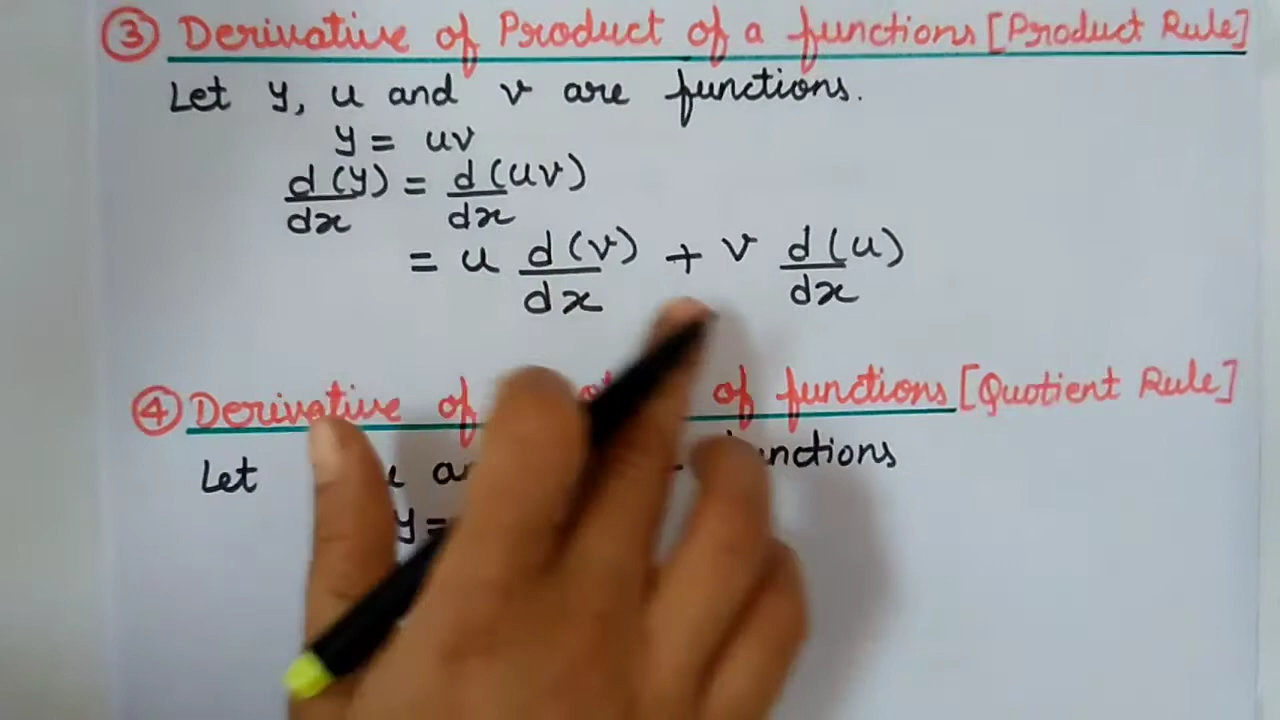 ③ Derivative of Product of a functions [Product Rule]
Let y, u and v are functions.
y = uv
d(y)/dx = d(uv)/dx
= u d(v)/dx + v d(u)/dx
④ Derivative of of functions [Quotient Rule]
Let
y =